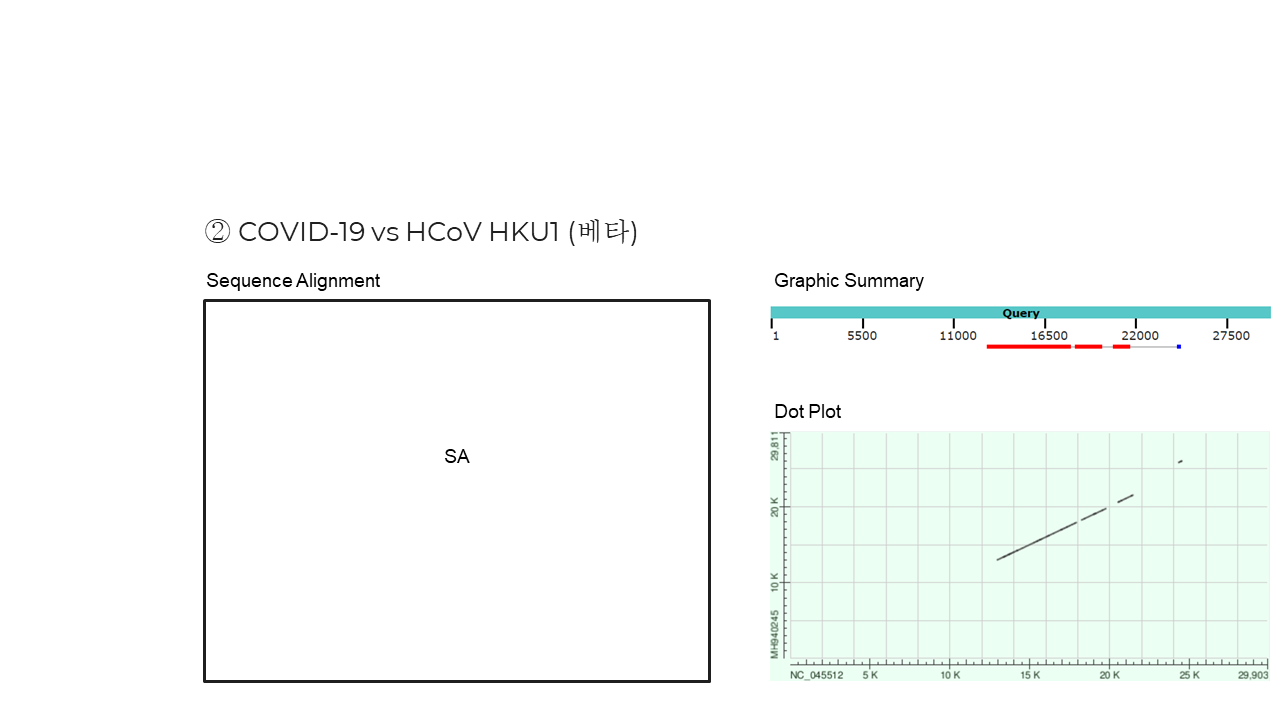 ② COVID-19 vs HCoV HKU1 (베타)
Sequence Alignment
SA
Graphic Summary
Query
1 5500 11000 16500 22000 27500
Dot Plot
29,811
20 K
10 K
MH940245
NC_045512 5 K 10 K 15 K 20 K 25 K 29,903